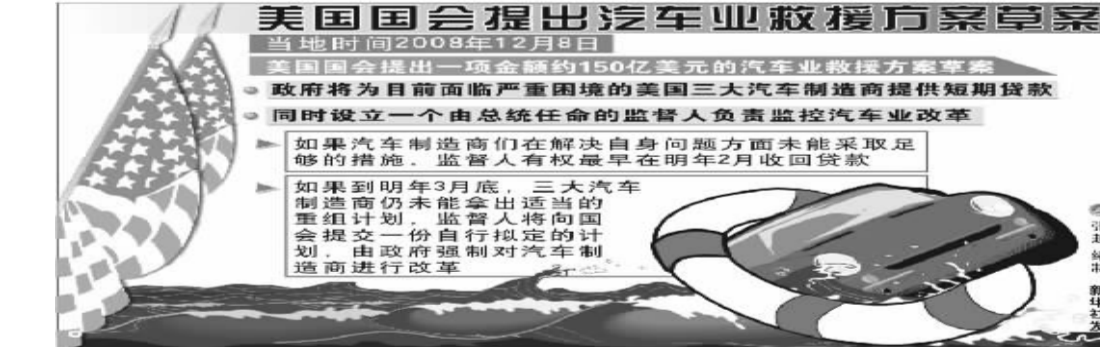 美国国会提出汽车业救援方案草案
当地时间2008年12月8日
美国国会提出一项金额约150亿美元的汽车业救援方案草案
政府将为目前面临严重困境的美国三大汽车制造商提供短期贷款
同时设立一个由总统任命的监督人负责监控汽车业改革
如果汽车制造商们在解决自身问题方面未能采取足
够的措施，监督人有权最早在明年2月收回贷款
如果到明年3月底，三大汽车
制造商仍未能拿出适当的
重组计划，监督人将向国
会提交一份自行拟定的计
划，由政府强制对汽车制
造商进行改革
新华社发